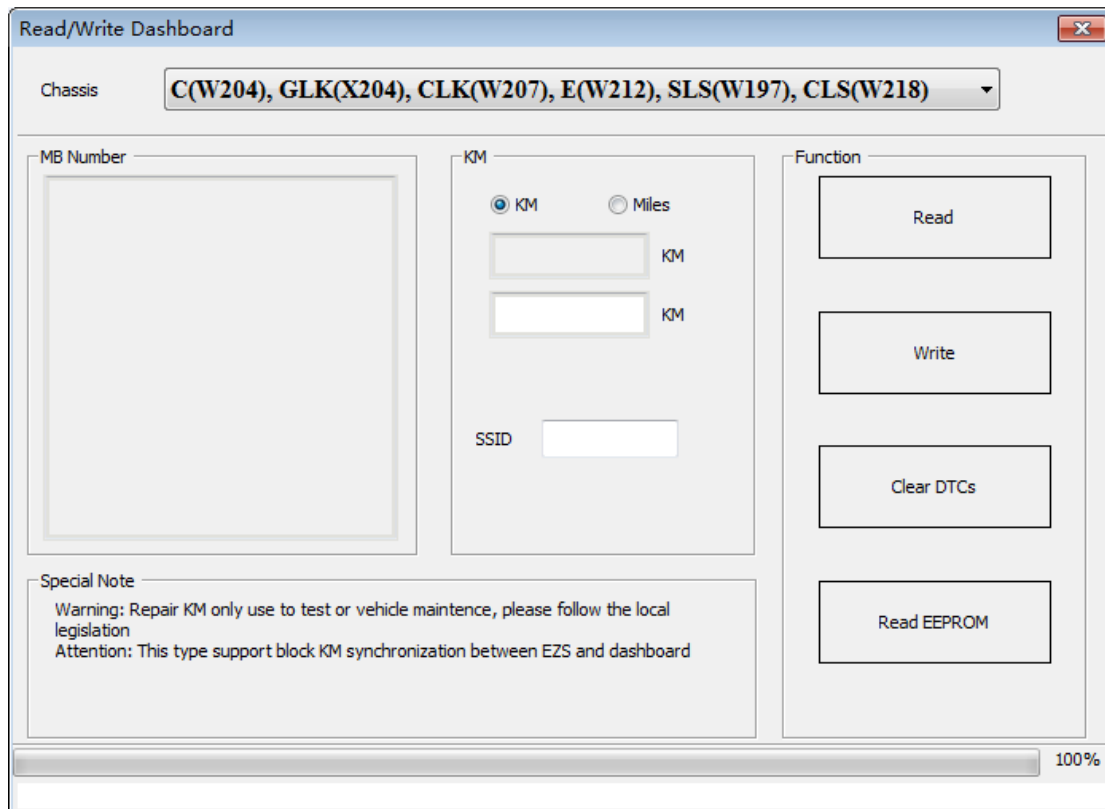 Read/Write Dashboard
Chassis
C(W204), GLK(X204), CLK(W207), E(W212), SLS(W197), CLS(W218)
MB Number
KM
KM
Miles
KM
KM
SSID
Function
Read
Write
Clear DTCs
Read EEPROM
Special Note
Warning: Repair KM only use to test or vehicle maintence, please follow the local
legislation
Attention: This type support block KM synchronization between EZS and dashboard
100%